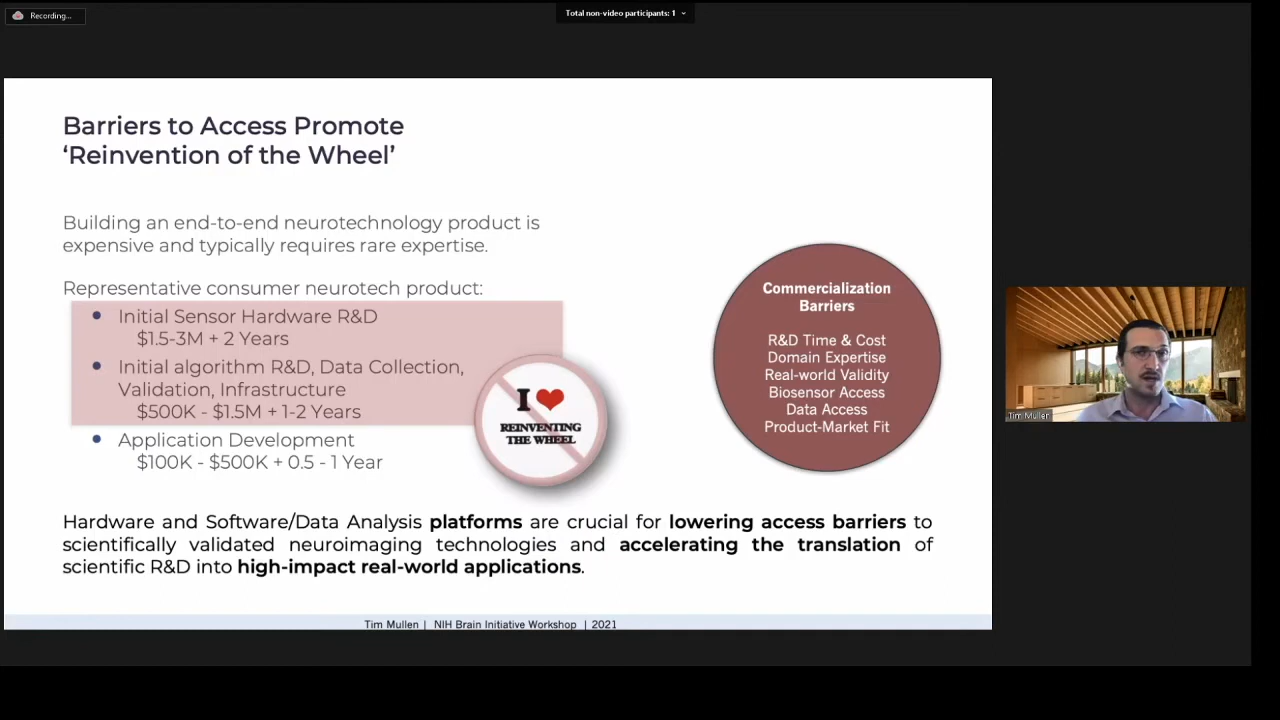 Recording...
Total non-video participants: 1
Barriers to Access Promote
‘Reinvention of the Wheel’
Building an end-to-end neurotechnology product is
expensive and typically requires rare expertise.
Representative consumer neurotech product:
• Initial Sensor Hardware R&D
$1.5-3M + 2 Years
• Initial algorithm R&D, Data Collection,
Validation, Infrastructure
$500K - $1.5M + 1-2 Years
• Application Development
$100K - $500K + 0.5 - 1 Year
I ❤
REINVENTING
THE WHEEL
Commercialization
Barriers
R&D Time & Cost
Domain Expertise
Real-world Validity
Biosensor Access
Data Access
Product-Market Fit
Tim Muller
Hardware and Software/Data Analysis platforms are crucial for lowering access barriers to
scientifically validated neuroimaging technologies and accelerating the translation of
scientific R&D into high-impact real-world applications.
Tim Mullen | NIH Brain Initiative Workshop | 2021